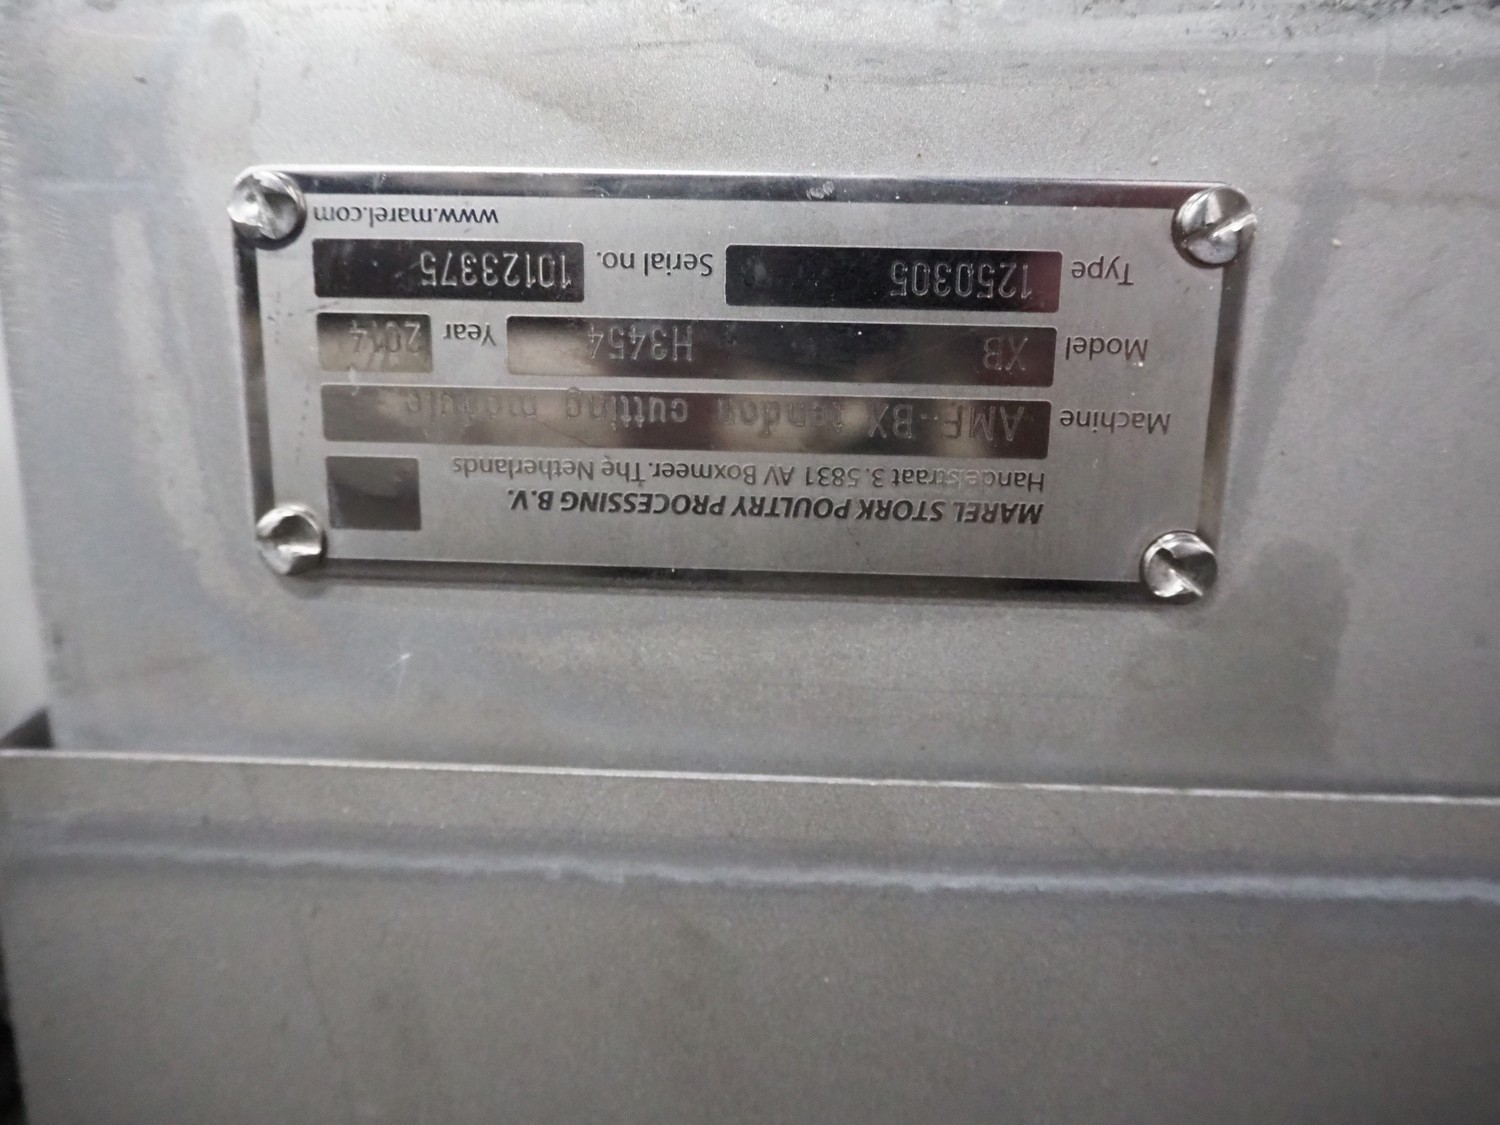 MAREL STORK POULTRY PROCESSING B.V.
Handelstraat 3. 5831 AV Boxmeer. The Netherlands
Machine AMF-BX tendon cutting module
Model XB H3454 Year 2014
Type 1250305 Serial no. 10123375
www.marel.com